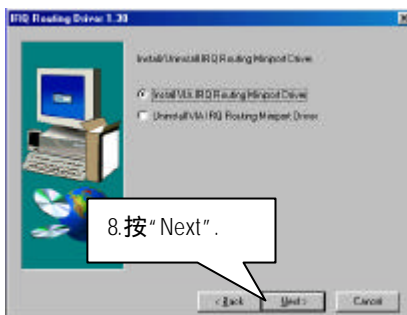 IRQ Routing Driver 1.30
Install/Uninstall IRQ Routing Miniport Driver.
Install VIA IRQ Routing Miniport Driver
Uninstall VIA IRQ Routing Miniport Driver
8.按“Next”.
< Back
Next >
Cancel